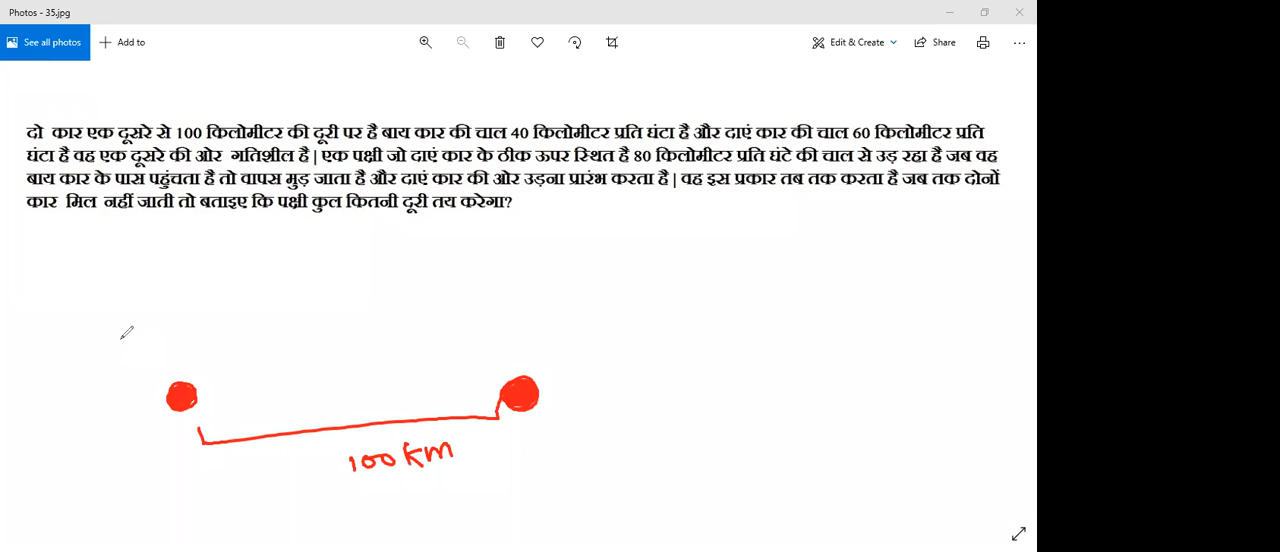 Photos - 35.jpg
See all photos
Add to
Edit & Create
Share
दो कार एक दूसरे से 100 किलोमीटर की दूरी पर है बाय कार की चाल 40 किलोमीटर प्रति घंटा है और दाएं कार की चाल 60 किलोमीटर प्रति
घंटा है वह एक दूसरे की ओर गतिशील है | एक पक्षी जो दाएं कार के ठीक ऊपर स्थित है 80 किलोमीटर प्रति घंटे की चाल से उड़ रहा है जब वह
बाय कार के पास पहुंचता है तो वापस मुड़ जाता है और दाएं कार की ओर उड़ना प्रारंभ करता है | वह इस प्रकार तब तक करता है जब तक दोनों
कार मिल नहीं जाती तो बताइए कि पक्षी कुल कितनी दूरी तय करेगा?
100 km